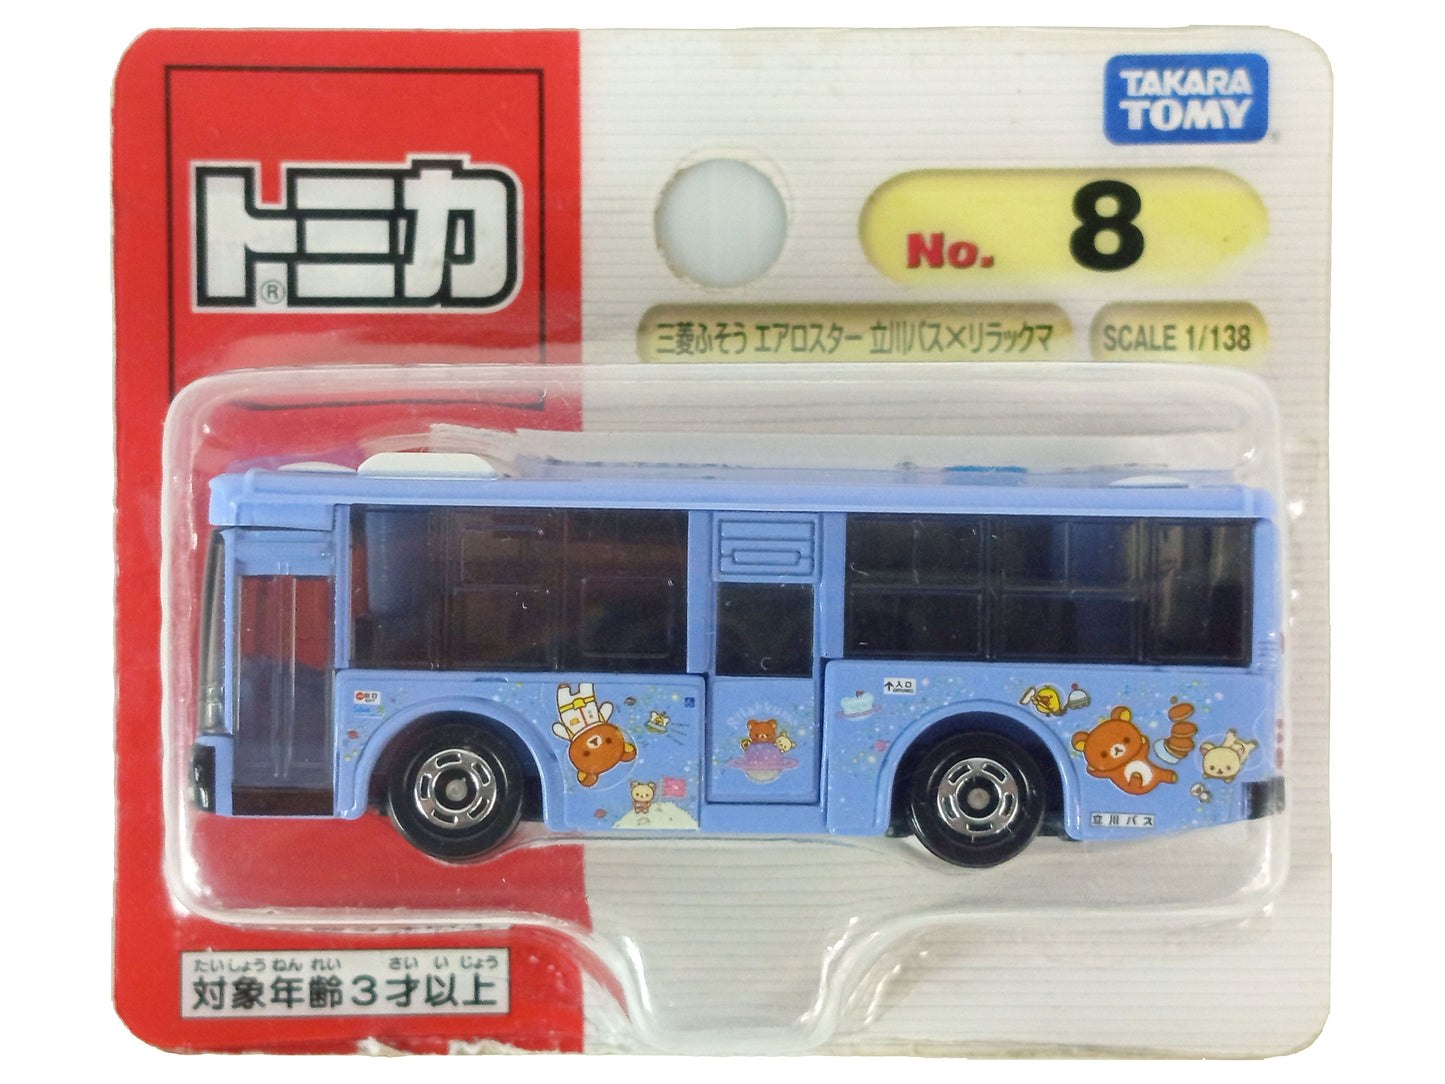 TAKARA
TOMY
トミカ
®
No. 8
三菱ふそう エアロスター 立川バス×リラックマ
SCALE 1/138
入口
ENTRANCE
Rilakkuma
立川バス
たいしょうねんれい さいいじょう
対象年齢3才以上